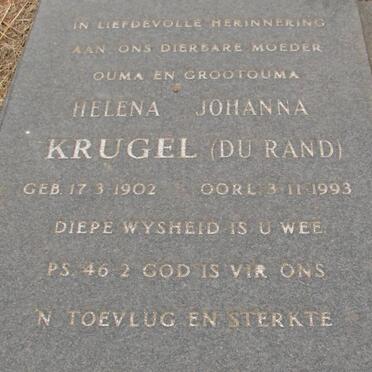 IN LIEFDEVOLLE HERINNERING
AAN ONS DIERBARE MOEDER
OUMA EN GROOTOUMA
HELENA JOHANNA
KRUGEL (DU RAND)
GEB. 17·3·1902 OORL. 3·11·1993
DIEPE WYSHEID IS U WEE
PS. 46·2 GOD IS VIR ONS
'N TOEVLUG EN STERKTE